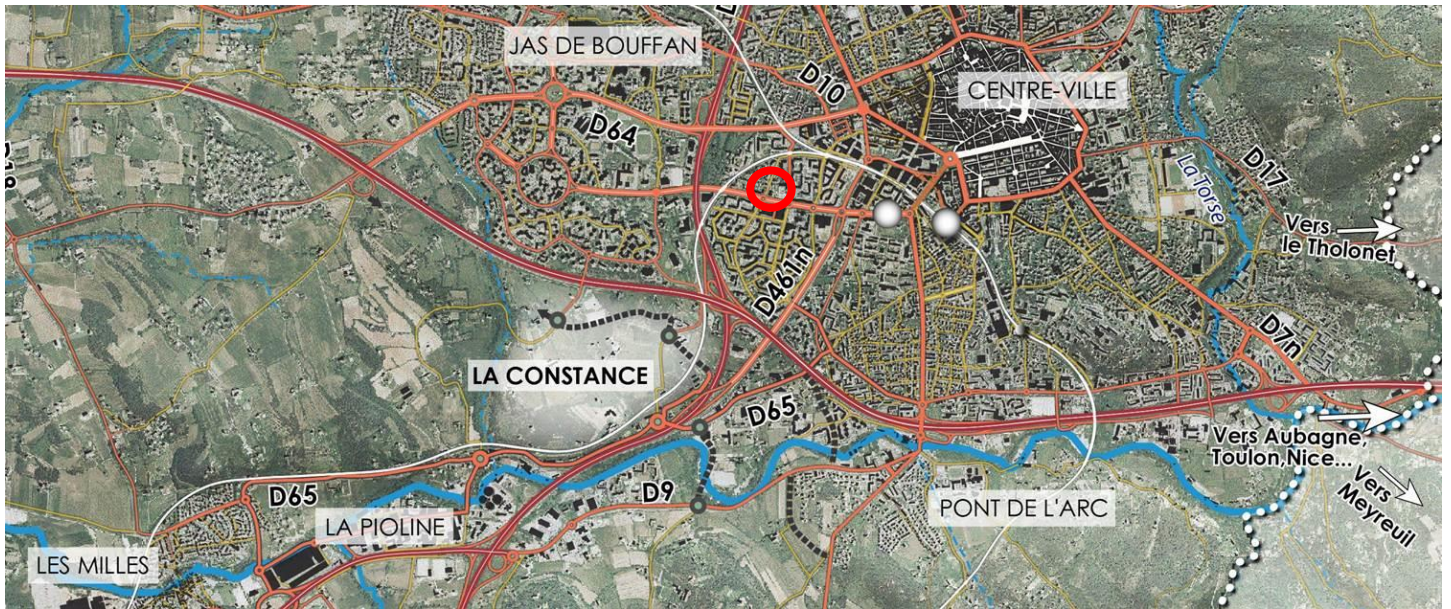 JAS DE BOUFFAN
D10
CENTRE-VILLE
D64
La Torse
D17
Vers
le Tholonet
D461n
D7n
LA CONSTANCE
D65
Vers Aubagne,
Toulon,Nice...
Vers
Meyreuil
D65
D9
LA PIOLINE
PONT DE L'ARC
LES MILLES